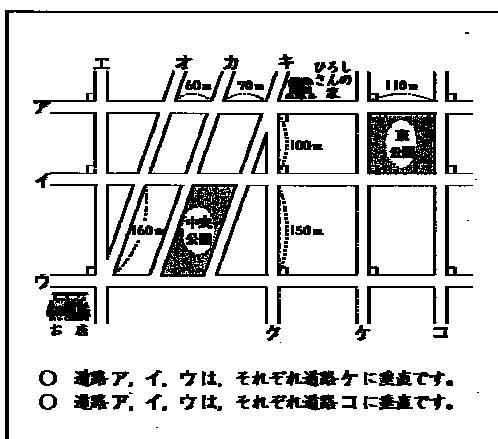 エ オ カ キ ひろし
さんの
家
60m 70m 110m
ア
100m 東
公園
イ
160m 中央
公園 150m
ウ
お店 ク ケ コ
○ 道路ア，イ，ウは，それぞれ道路ケに垂直です。
○ 道路ア，イ，ウは，それぞれ道路コに垂直です。